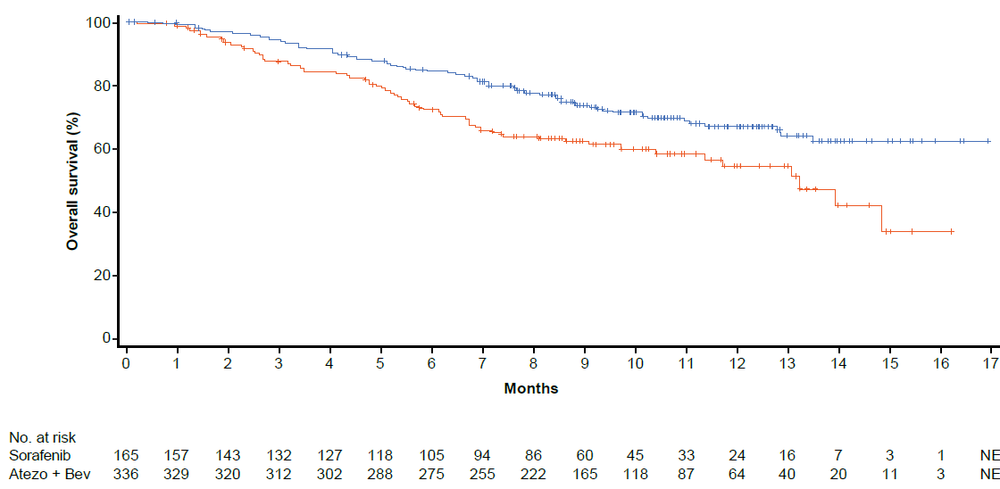 Overall survival (%)
100
80
60
40
20
0
0 1 2 3 4 5 6 7 8 9 10 11 12 13 14 15 16 17
Months
No. at risk
Sorafenib 165 157 143 132 127 118 105 94 86 60 45 33 24 16 7 3 1 NE
Atezo + Bev 336 329 320 312 302 288 275 255 222 165 118 87 64 40 20 11 3 NE